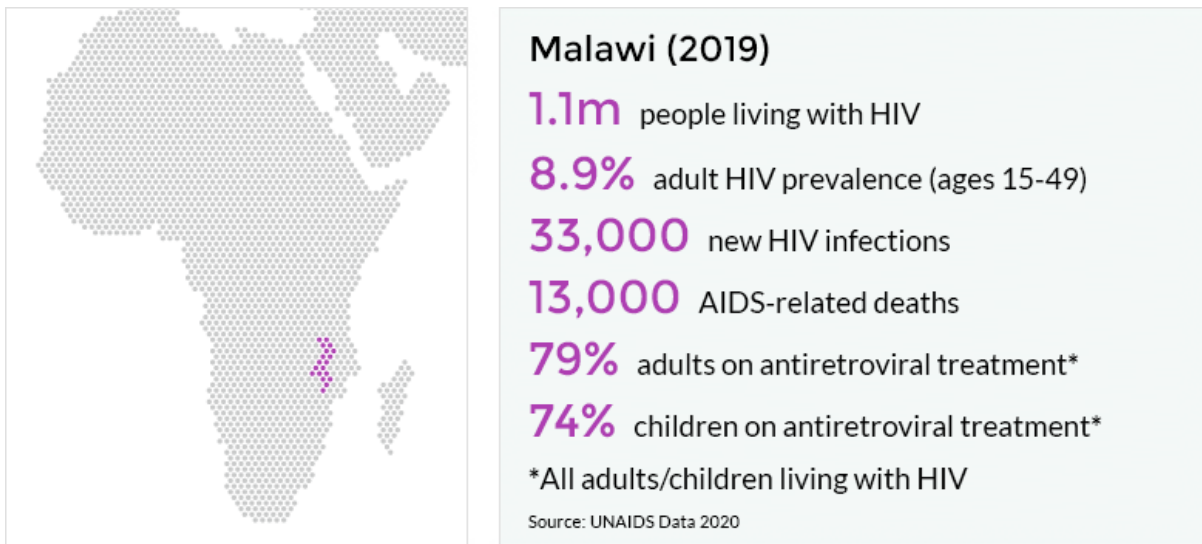 Malawi (2019)
1.1m people living with HIV
8.9% adult HIV prevalence (ages 15-49)
33,000 new HIV infections
13,000 AIDS-related deaths
79% adults on antiretroviral treatment*
74% children on antiretroviral treatment*
*All adults/children living with HIV
Source: UNAIDS Data 2020